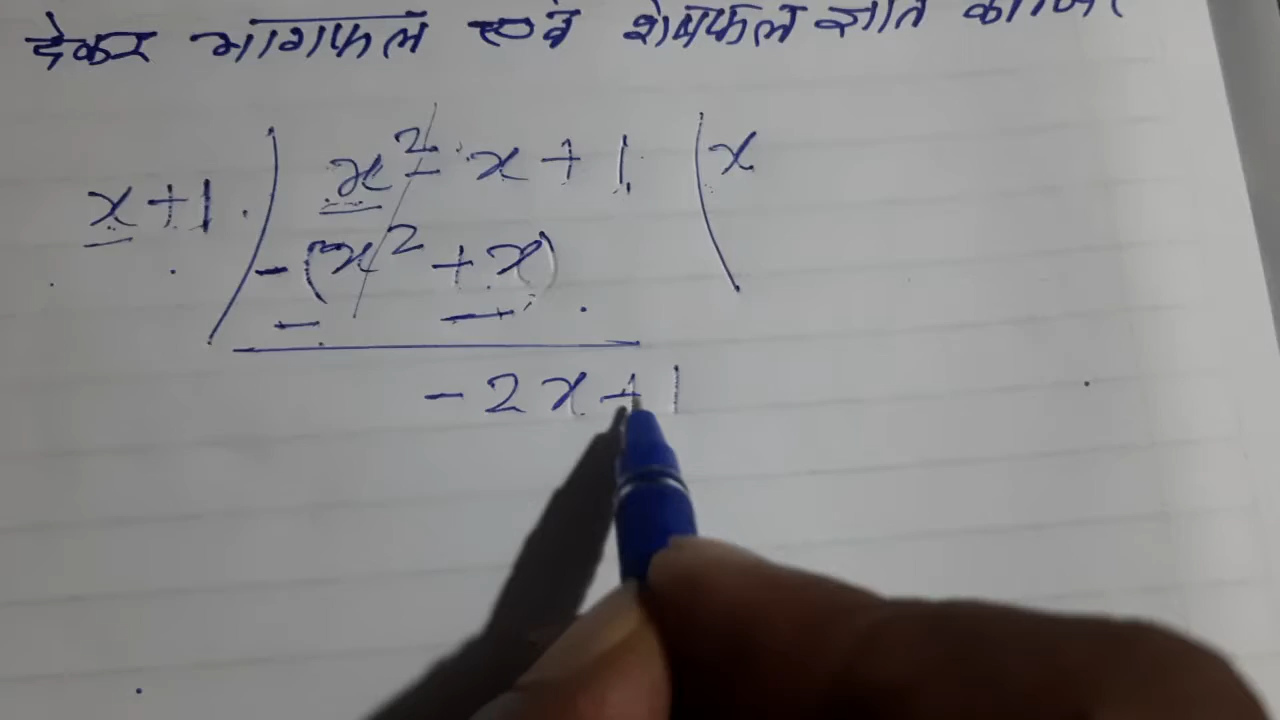 देकर भागफल एवं शेषफल ज्ञात
x+1 ) x² - x + 1 ( x
-(x² + x)
- -
- 2x + 1